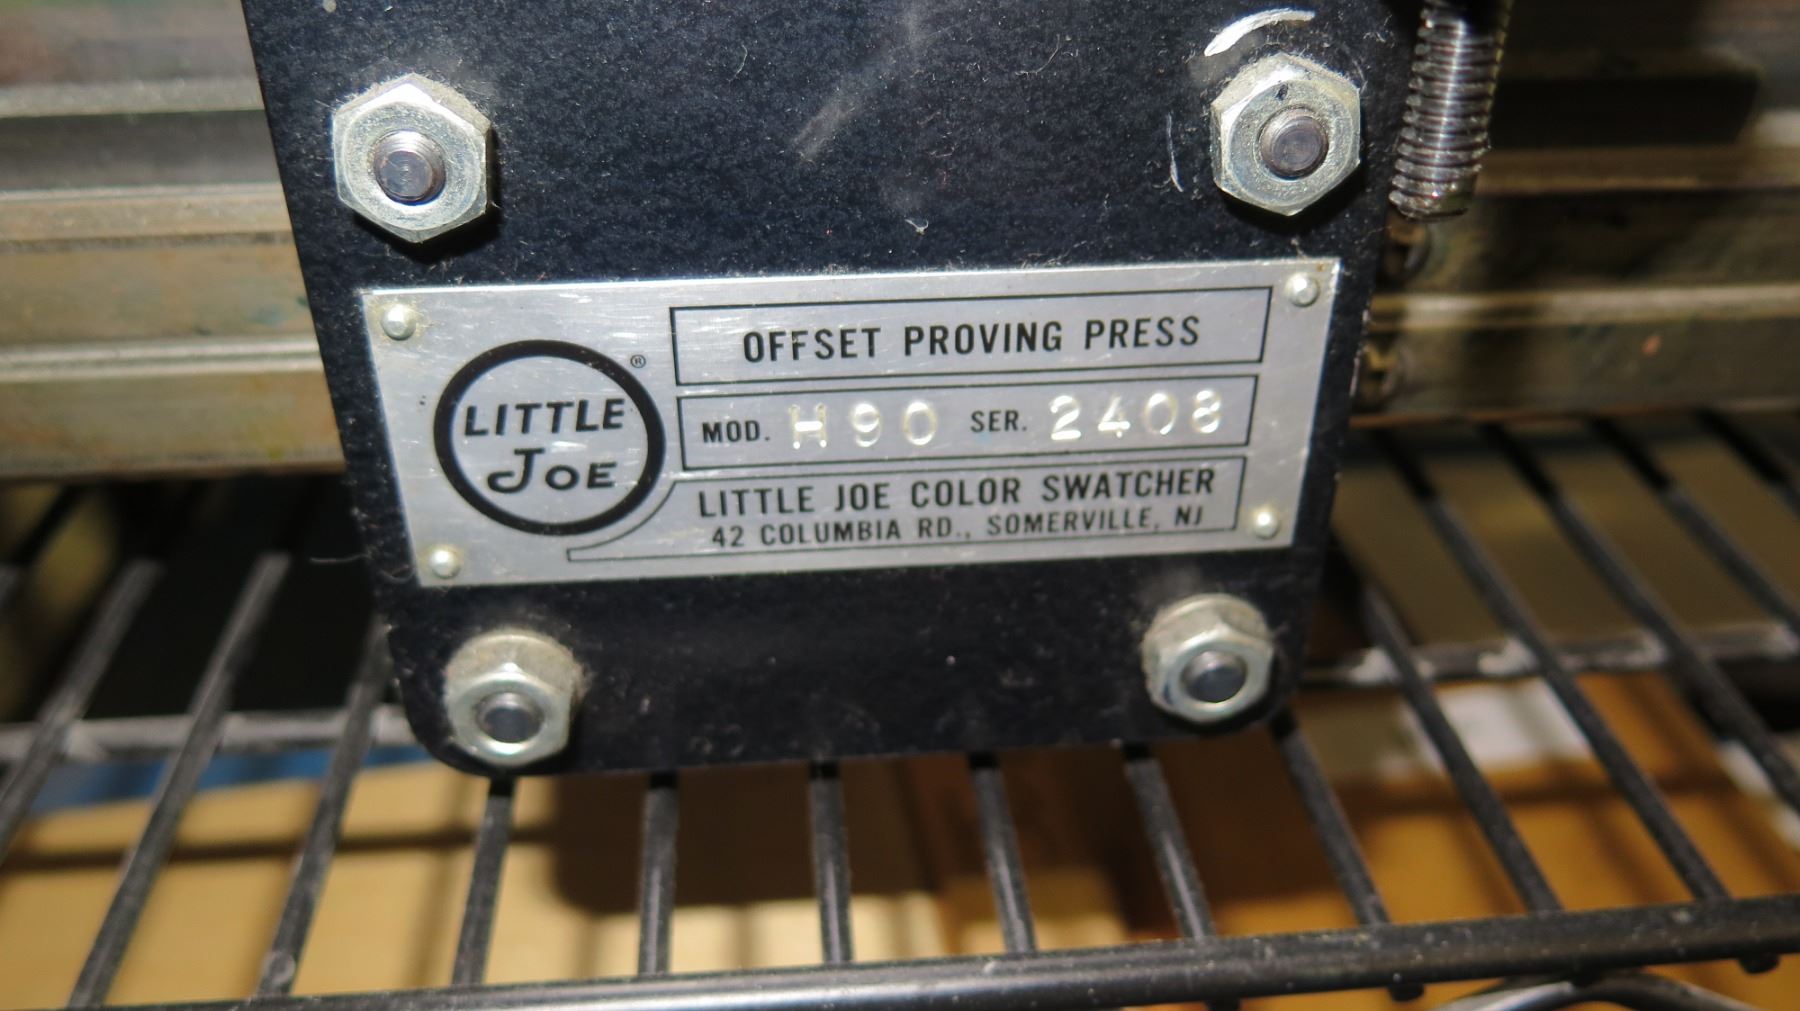 LITTLE
JOE
®
OFFSET PROVING PRESS
MOD. H90 SER. 2408
LITTLE JOE COLOR SWATCHER
42 COLUMBIA RD., SOMERVILLE, NJ